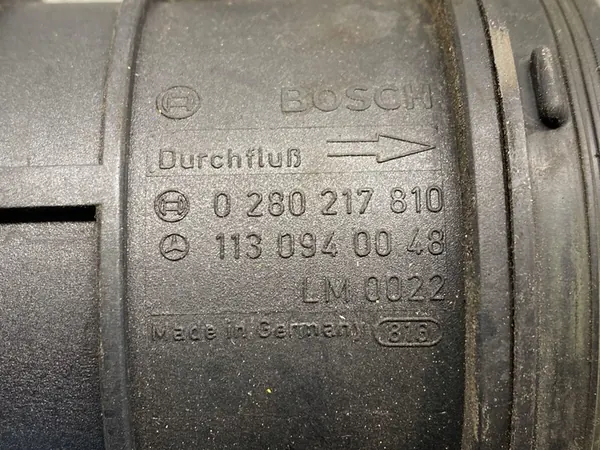 BOSCH
Durchfluß
0 280 217 810
113 094 00 48
LM 0022
Made in Germany 816